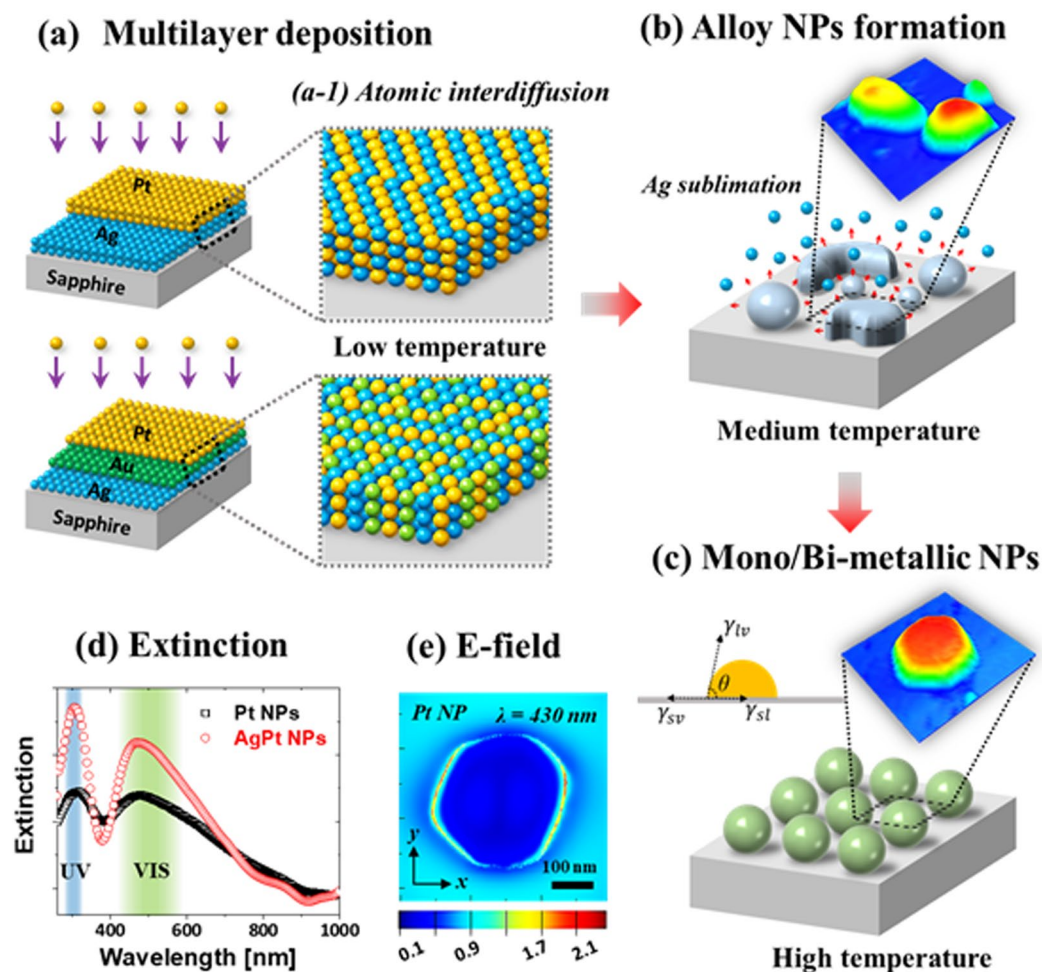 (a) Multilayer deposition
(a-1) Atomic interdiffusion
Pt
Ag
Sapphire
Low temperature
Pt
Au
Ag
Sapphire
(b) Alloy NPs formation
Ag sublimation
Medium temperature
(c) Mono/Bi-metallic NPs
γlv
θ
γsv
γsl
High temperature
(d) Extinction
Pt NPs
AgPt NPs
Extinction
UV
VIS
400 600 800 1000
Wavelength [nm]
(e) E-field
Pt NP λ = 430 nm
y
x
100 nm
0.1 0.9 1.7 2.1